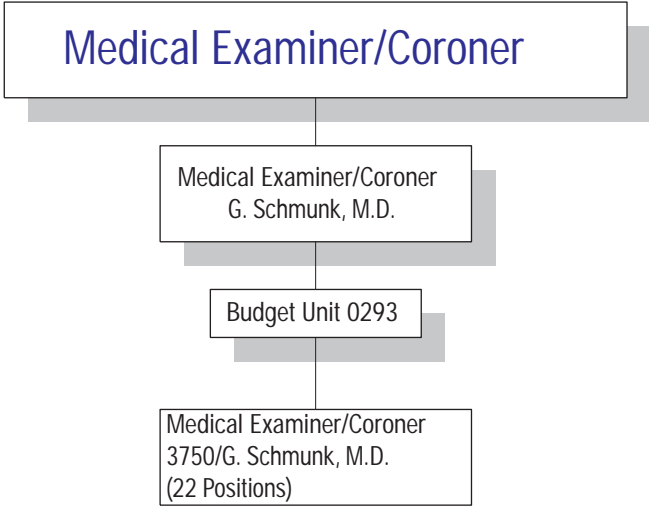 Medical Examiner/Coroner
Medical Examiner/Coroner
G. Schmunk, M.D.
Budget Unit 0293
Medical Examiner/Coroner
3750/G. Schmunk, M.D.
(22 Positions)